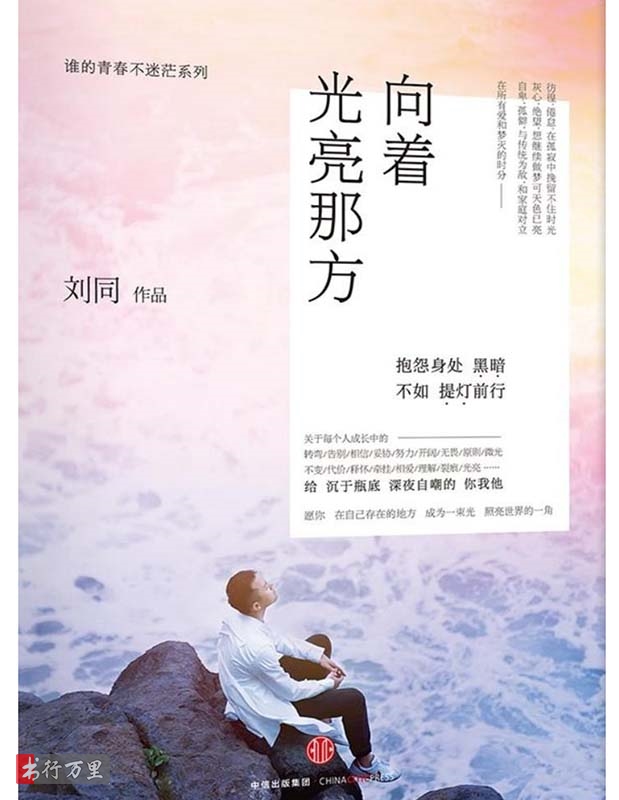 谁的青春不迷茫系列
向着
光亮那方
彷徨·倦怠·在孤寂中挽留不住时光
灰心·绝望·想继续做梦可天色已亮
自卑·孤僻·与传统为敌·和家庭对立
在所有爱和梦灭的时分——
刘同 作品
抱怨身处 黑暗
不如 提灯前行
关于每个人成长中的
转弯/告别/相信/妥协/努力/开阔/无畏/原则/微光
不变/代价/释怀/牵挂/相爱/理解/裂痕/光亮······
给 沉于瓶底 深夜自嘲的 你我他
愿你 在自己存在的地方 成为一束光 照亮世界的一角
中信出版集团·CHINACITICPRESS
书行万里